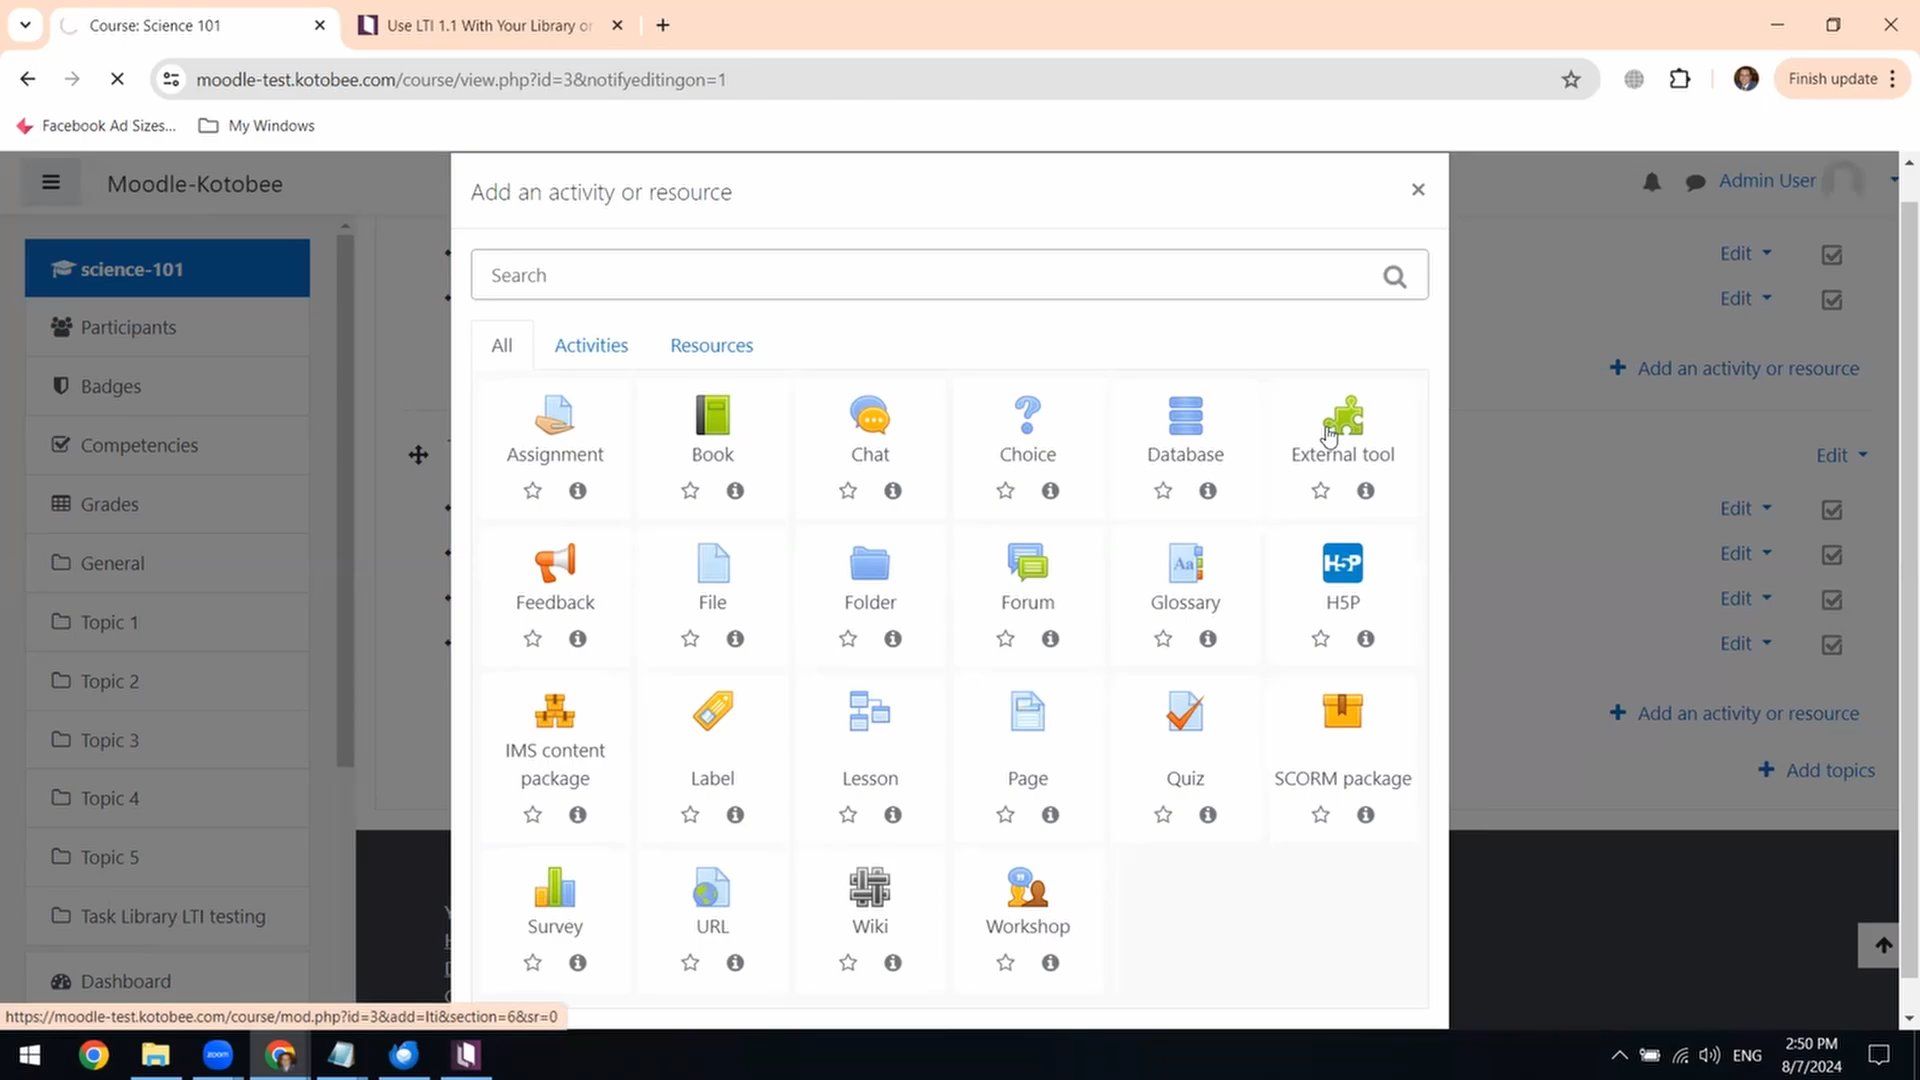 Course: Science 101
Use LTI 1.1 With Your Library or
moodle-test.kotobee.com/course/view.php?id=3&notifyeditingon=1
Finish update
Facebook Ad Sizes...
My Windows
Moodle-Kotobee
Admin User
Add an activity or resource
Search
All
Activities
Resources
science-101
Participants
Badges
Competencies
Grades
General
Topic 1
Topic 2
Topic 3
Topic 4
Topic 5
Task Library LTI testing
Dashboard
Assignment
Book
Chat
Choice
Database
External tool
Feedback
File
Folder
Forum
Glossary
H5P
H5P
IMS content
package
Label
Lesson
Page
Quiz
SCORM package
Survey
URL
Wiki
Workshop
Edit
Edit
Add an activity or resource
Edit
Edit
Edit
Edit
Edit
Add an activity or resource
Add topics
https://moodle-test.kotobee.com/course/mod.php?id=3&add=lti&section=6&sr=0
zoom
ENG
2:50 PM
8/7/2024